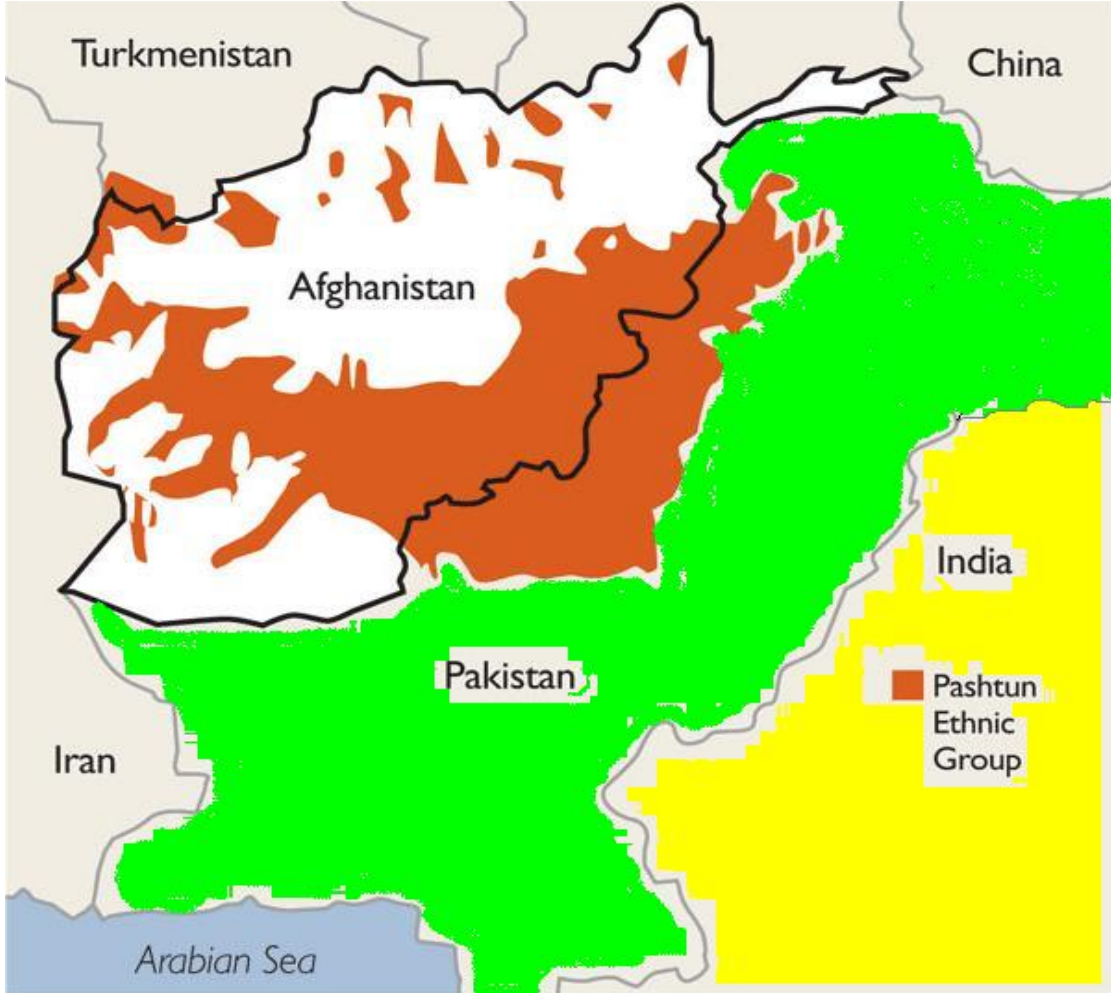 Turkmenistan
China
Afghanistan
India
Pakistan
Pashtun
Ethnic
Group
Iran
Arabian Sea